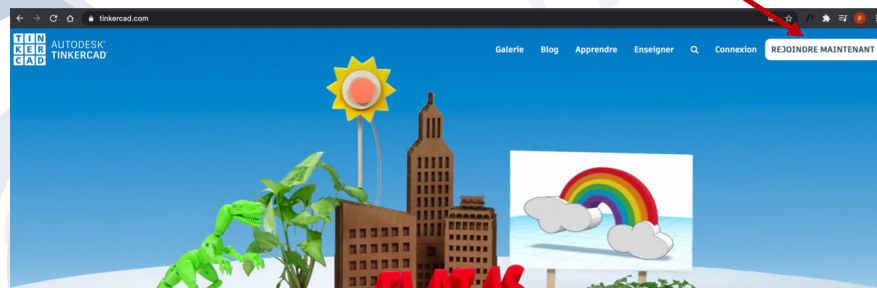 tinkercad.com
TIN
KER
CAD
AUTODESK®
TINKERCAD®
Galerie Blog Apprendre Enseigner Connexion REJOINDRE MAINTENANT